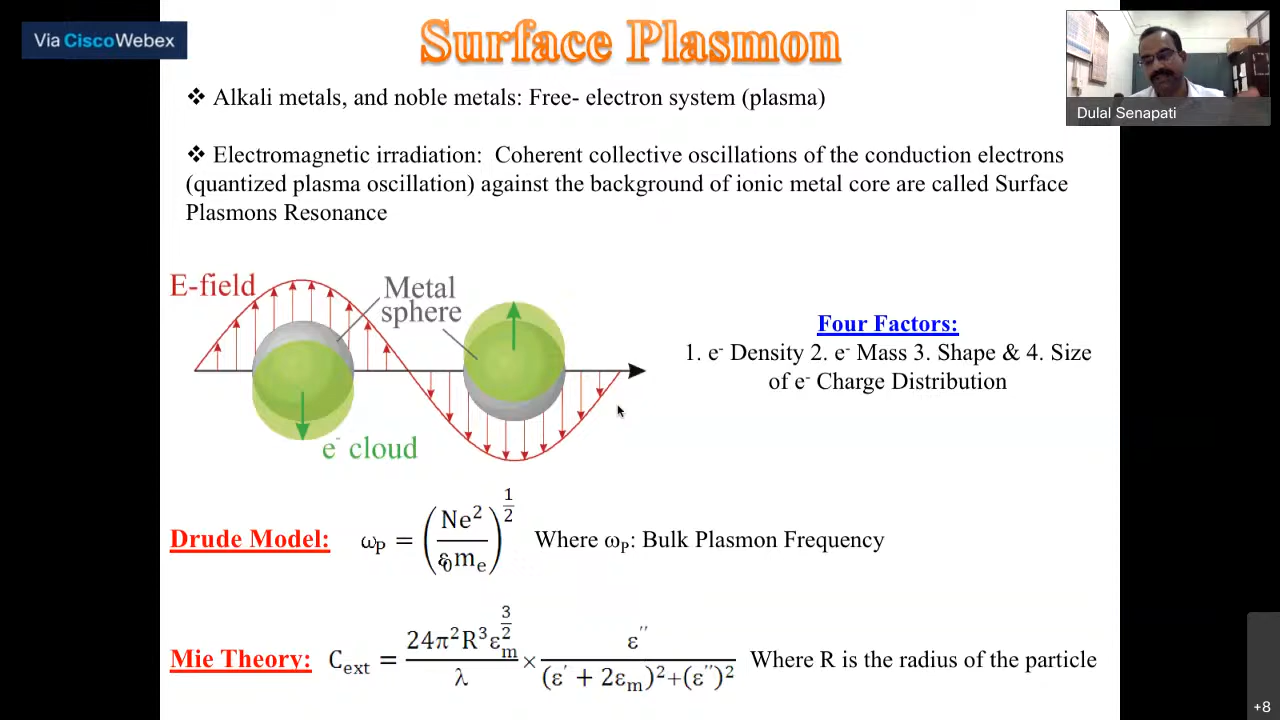 Via CiscoWebex
Surface Plasmon
Dulal Senapati
❖ Alkali metals, and noble metals: Free- electron system (plasma)
❖ Electromagnetic irradiation: Coherent collective oscillations of the conduction electrons
(quantized plasma oscillation) against the background of ionic metal core are called Surface
Plasmons Resonance
E-field
Metal
sphere
e⁻ cloud
Four Factors:
1. e⁻ Density 2. e⁻ Mass 3. Shape & 4. Size
of e⁻ Charge Distribution
Drude Model: ω_P = (Ne²/ε₀m_e)^(1/2) Where ω_P: Bulk Plasmon Frequency
Mie Theory: C_ext = 24π²R³ε_m^(3/2)/λ × ε″/((ε′ + 2ε_m)²+(ε″)²) Where R is the radius of the particle
+8